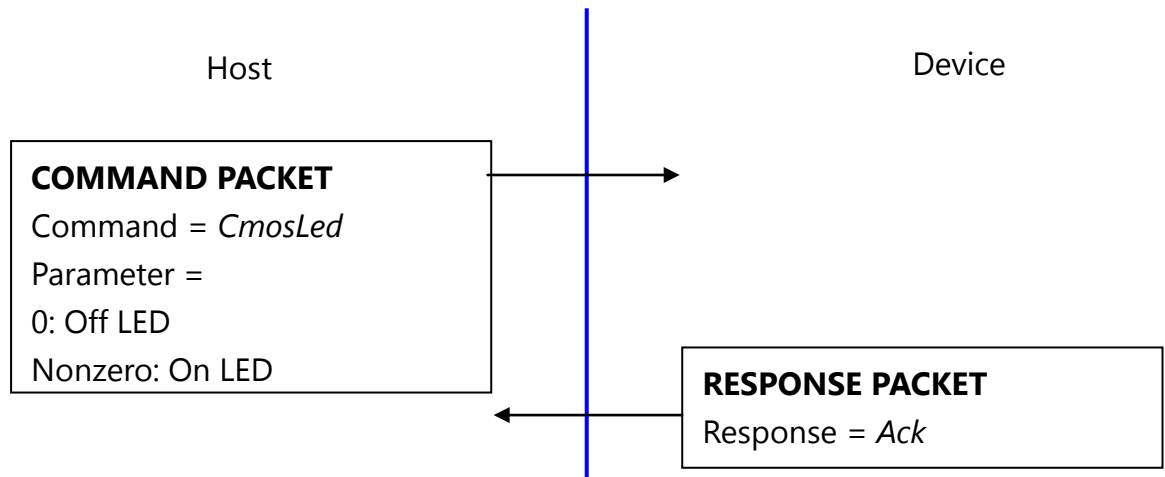 Host
Device
COMMAND PACKET
Command = CmosLed
Parameter =
0: Off LED
Nonzero: On LED
RESPONSE PACKET
Response = Ack